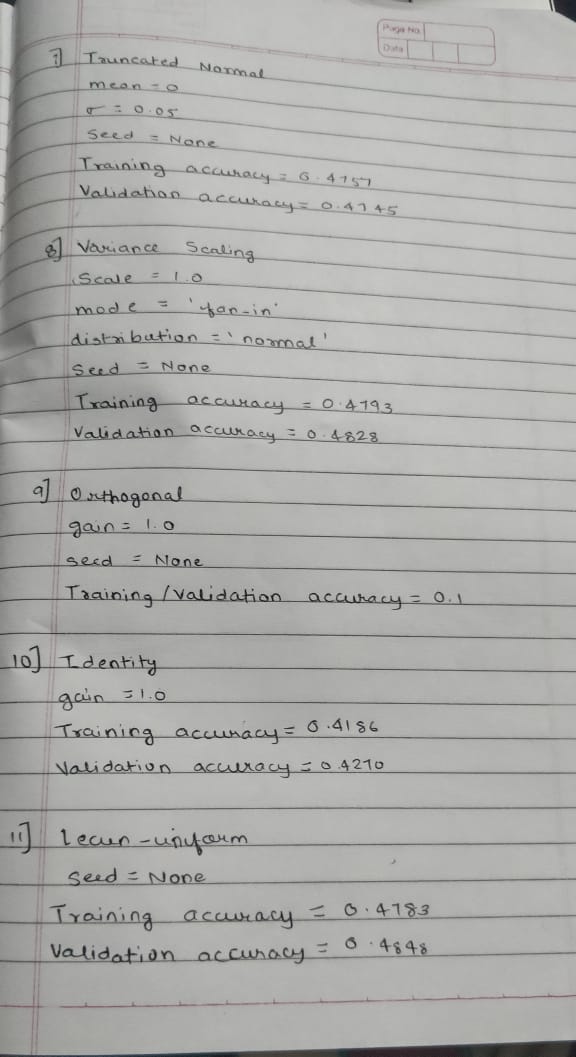 Page No.
Date
7] Truncated Normal
mean = 0
σ = 0.05
Seed = None
Training accuracy = 0.4757
Validation accuracy = 0.4745
8] Variance Scaling
Scale = 1.0
mode = 'fan-in'
distribution = 'normal'
Seed = None
Training accuracy = 0.4793
Validation accuracy = 0.4828
9] Orthogonal
gain = 1.0
seed = None
Training/Validation accuracy = 0.1
10] Identity
gain = 1.0
Training accuracy = 0.4186
Validation accuracy = 0.4270
11] Lecun-uniform
Seed = None
Training accuracy = 0.4783
Validation accuracy = 0.4848